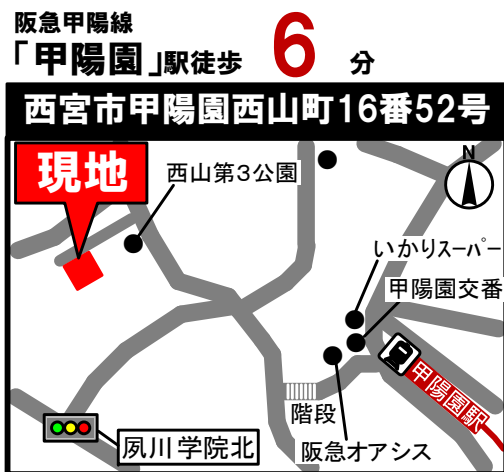 阪急甲陽線
「甲陽園」駅徒歩 6 分
西宮市甲陽園西山町16番52号
現地
西山第3公園
N
いかりスーパー
甲陽園交番
甲陽園駅
階段
阪急オアシス
夙川学院北